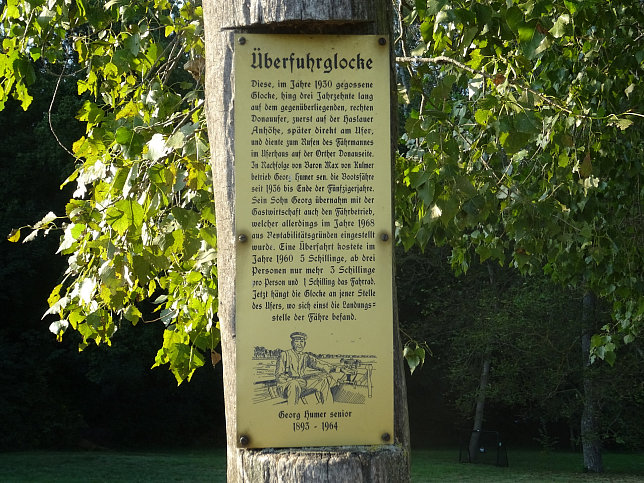 Überfuhrglocke
Diese, im Jahre 1930 gegossene
Glocke, hing drei Jahrzehnte lang
auf dem gegenüberliegenden, rechten
Donauufer, zuerst auf der Haslauer
Anhöhe, später direkt am Ufer,
und diente zum Rufen des Fährmannes
im Uferhaus auf der Orther Donauseite.
In Nachfolge von Baron Max von Kulmer
betrieb Georg Humer sen. die Bootsfähre
seit 1936 bis Ende der Fünfzigerjahre.
Sein Sohn Georg übernahm mit der
Gastwirtschaft auch den Fährbetrieb,
welcher allerdings im Jahre 1968
aus Rentabilitätsgründen eingestellt
wurde. Eine Überfahrt kostete im
Jahre 1960 5 Schillinge, ab drei
Personen nur mehr 3 Schillinge
pro Person und 1 Schilling das Fahrrad.
Jetzt hängt die Glocke an jener Stelle
des Ufers, wo sich einst die Landungs=
stelle der Fähre befand.
Georg Humer senior
1893 - 1964